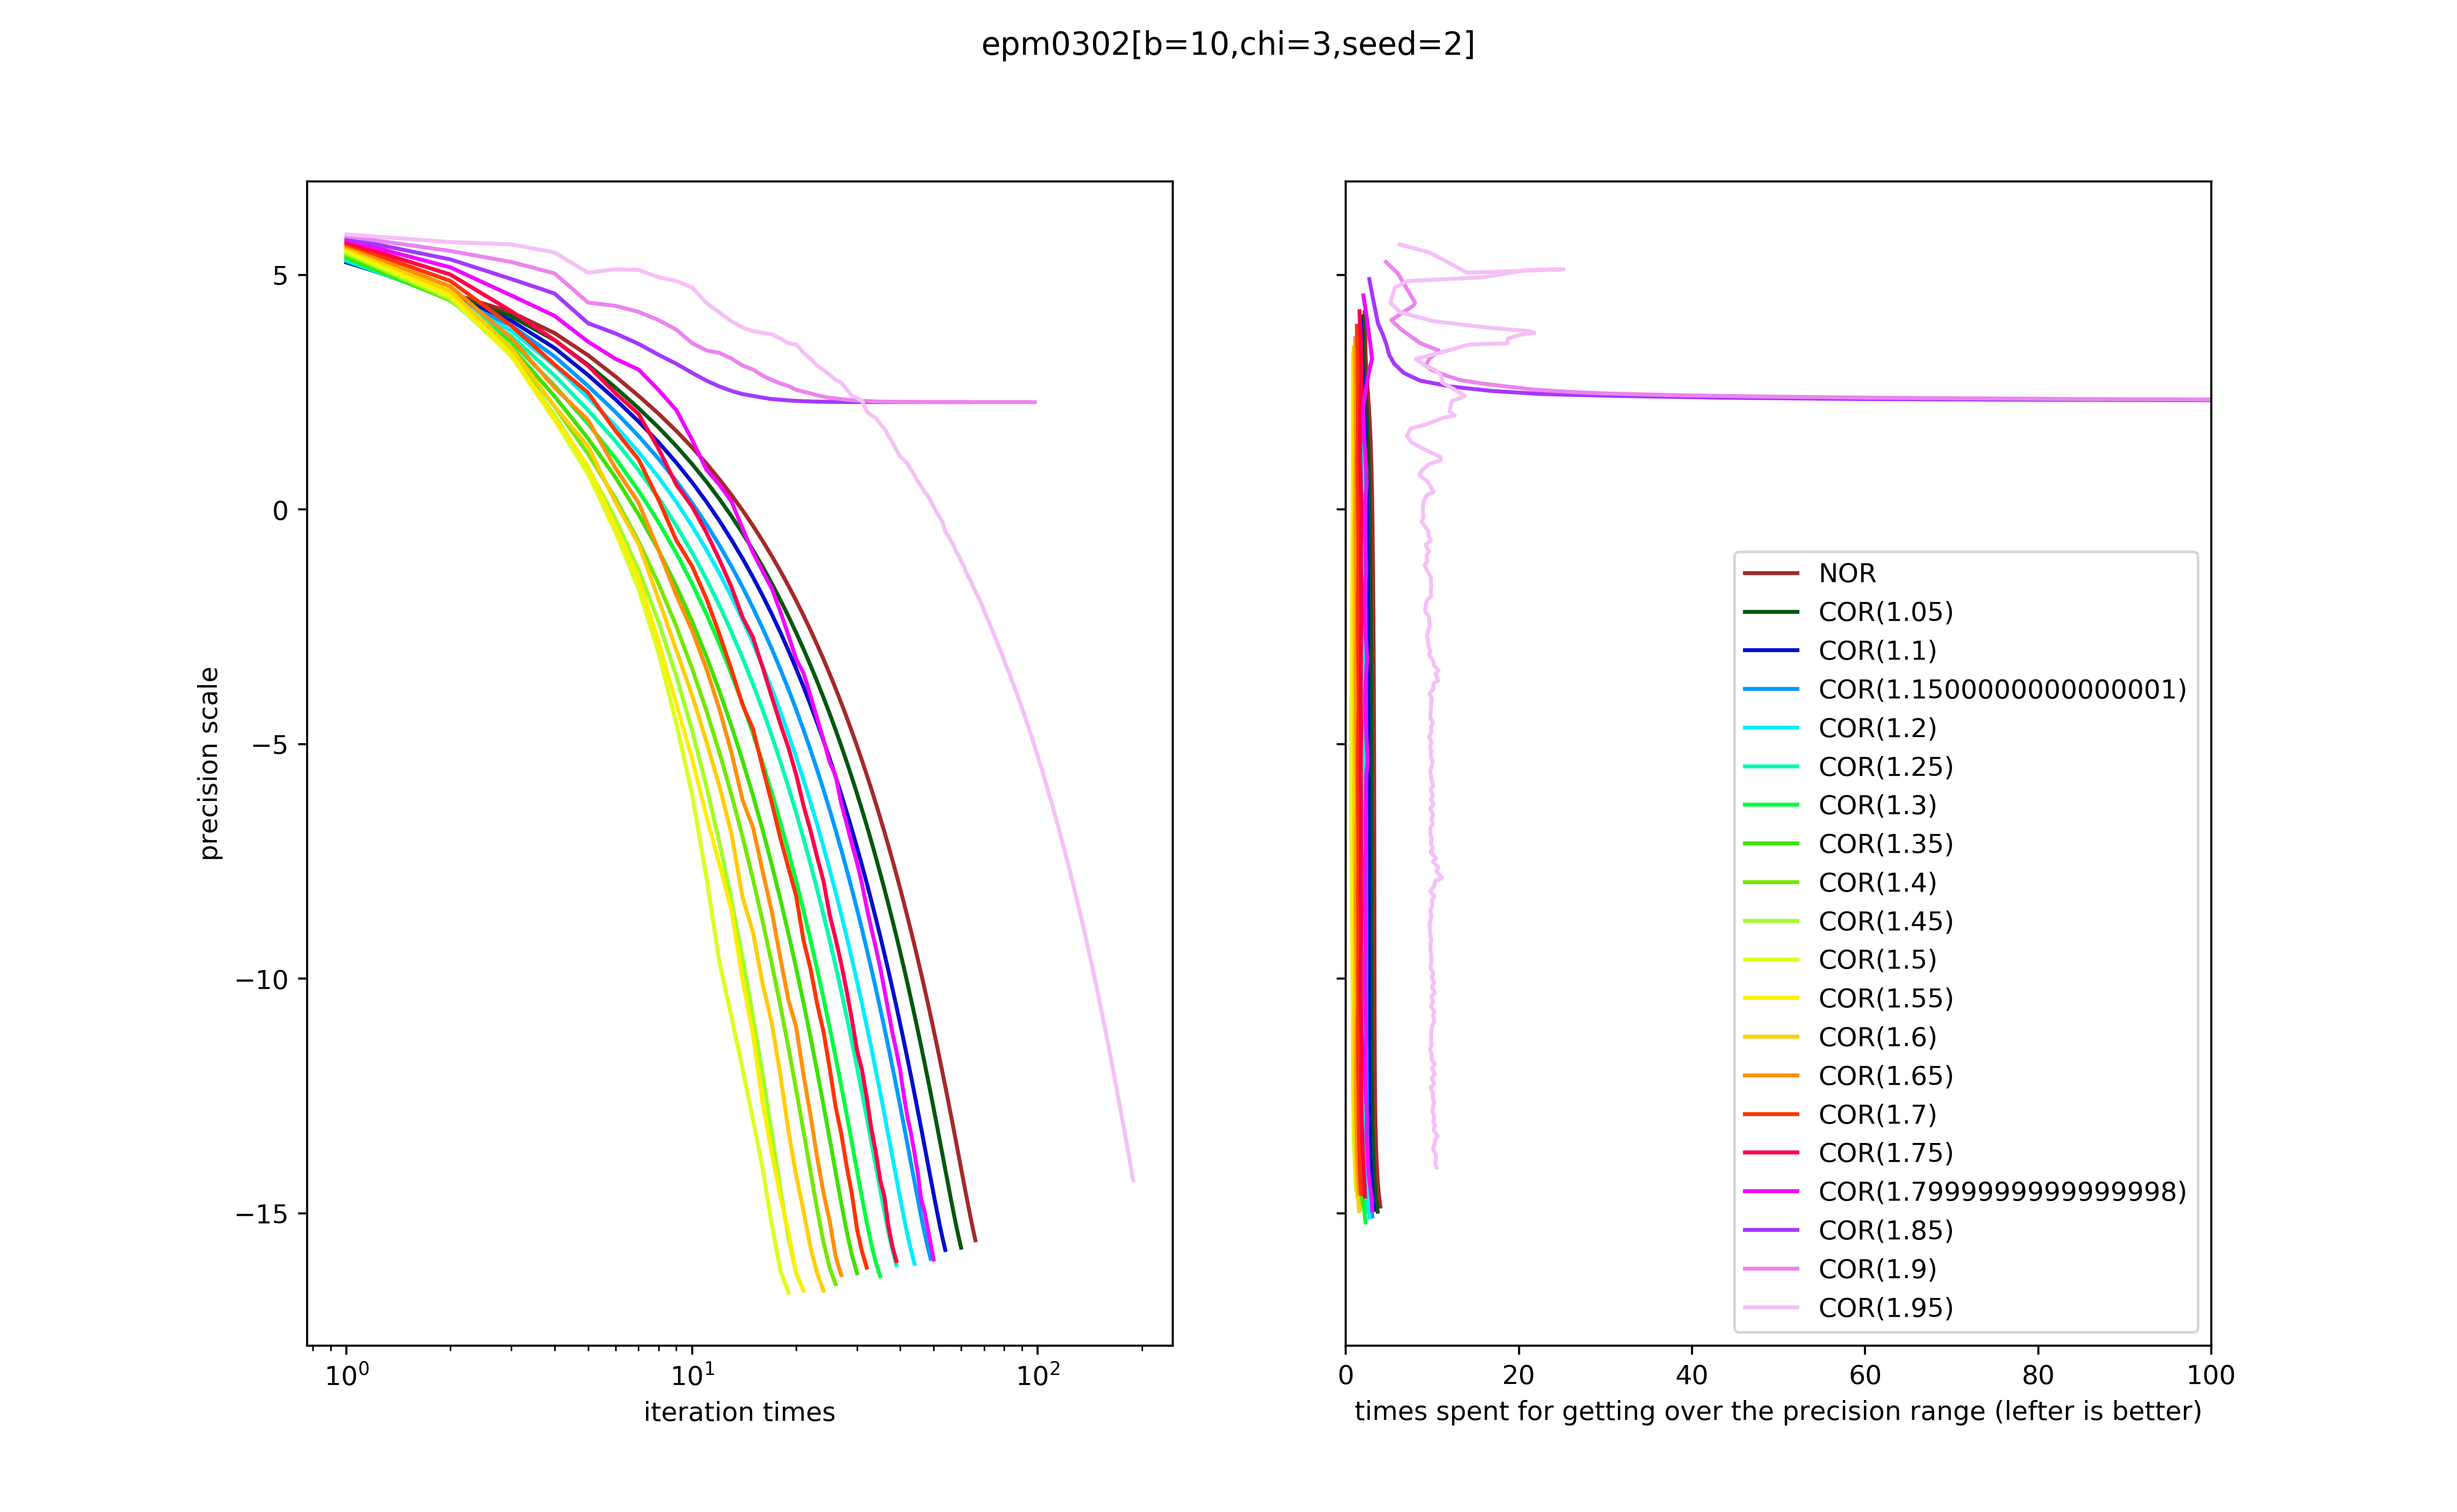 epm0302[b=10,chi=3,seed=2]
precision scale
5
0
−5
−10
−15
10⁰
10¹
10²
iteration times
NOR
COR(1.05)
COR(1.1)
COR(1.1500000000000001)
COR(1.2)
COR(1.25)
COR(1.3)
COR(1.35)
COR(1.4)
COR(1.45)
COR(1.5)
COR(1.55)
COR(1.6)
COR(1.65)
COR(1.7)
COR(1.75)
COR(1.7999999999999998)
COR(1.85)
COR(1.9)
COR(1.95)
0
20
40
60
80
100
times spent for getting over the precision range (lefter is better)